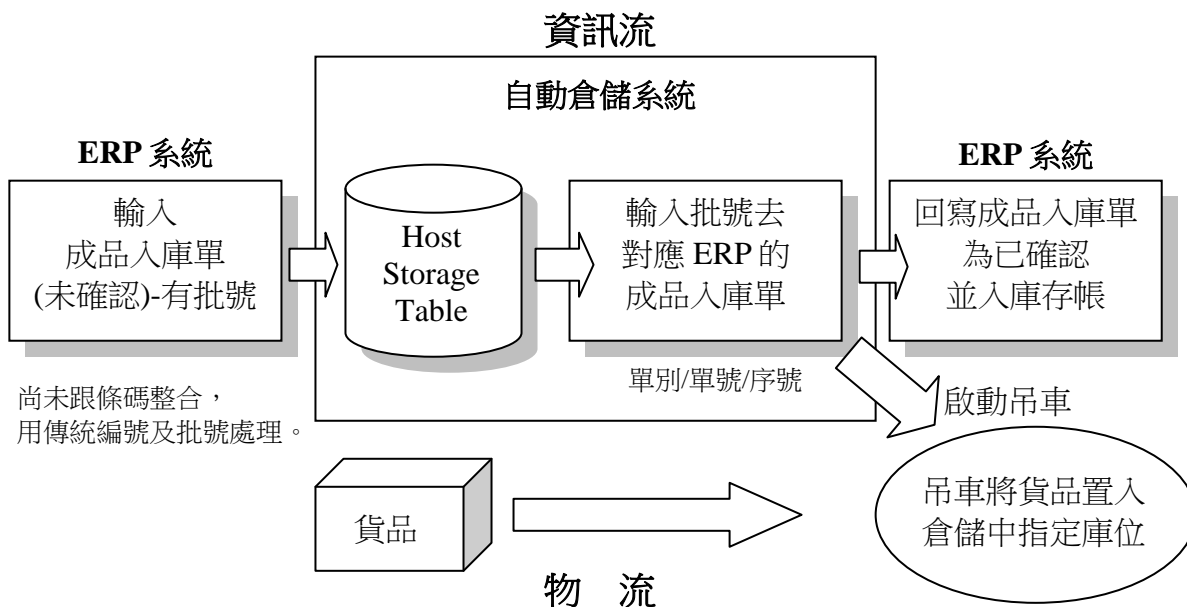 資訊流
自動倉儲系統
ERP 系統
輸入
成品入庫單
(未確認)-有批號
Host
Storage
Table
輸入批號去
對應 ERP 的
成品入庫單
ERP 系統
回寫成品入庫單
為已確認
並入庫存帳
單別/單號/序號
尚未跟條碼整合，
用傳統編號及批號處理。
啟動吊車
貨品
吊車將貨品置入
倉儲中指定庫位
物　流